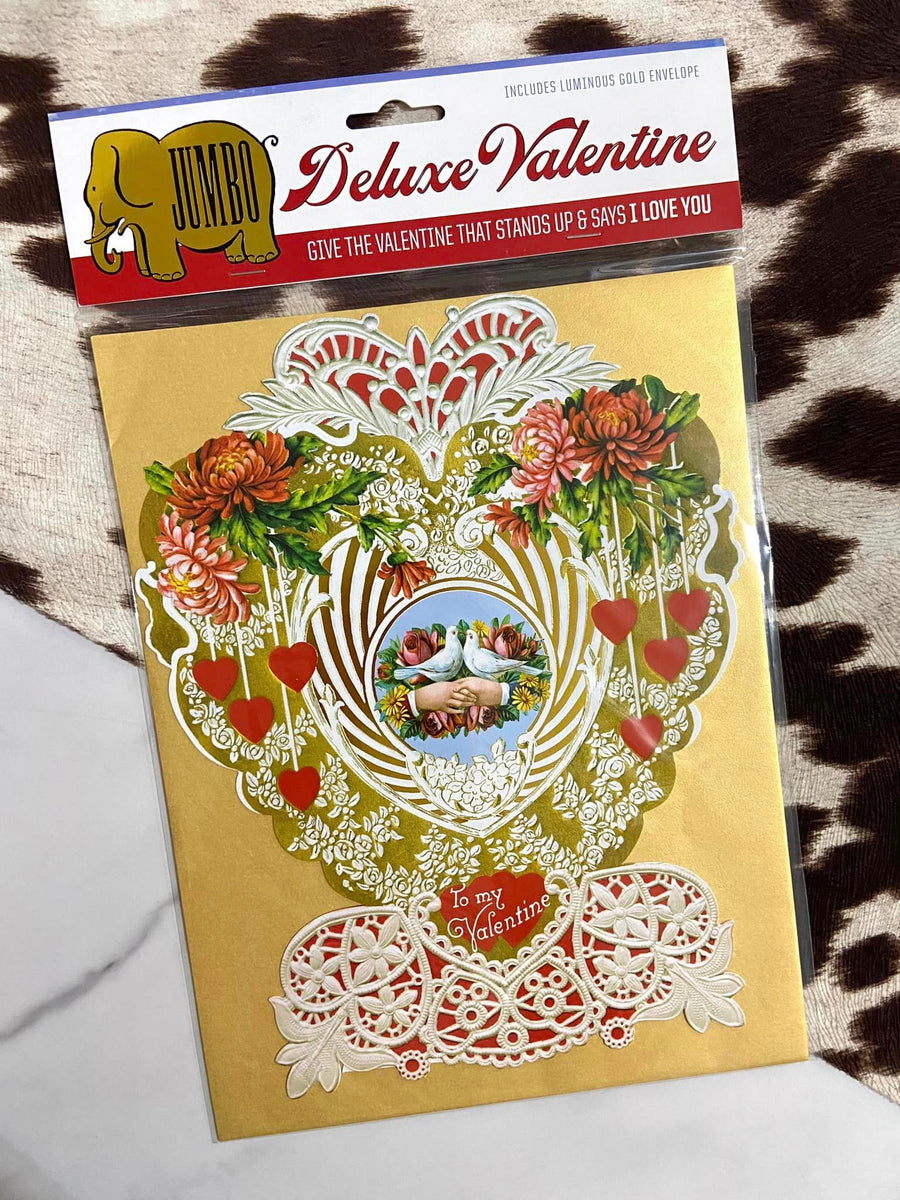 INCLUDES LUMINOUS GOLD ENVELOPE
JUMBO
Deluxe Valentine
GIVE THE VALENTINE THAT STANDS UP & SAYS I LOVE YOU
To my
Valentine